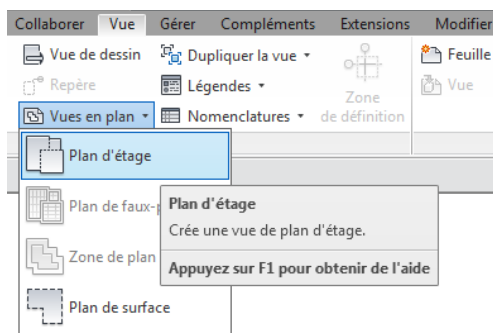 Collaborer Vue Gérer Compléments Extensions Modifier
Vue de dessin Dupliquer la vue Feuille
Repère Légendes Vue
Zone
Vues en plan Nomenclatures de définition
Plan d'étage
Plan de faux-
Plan d'étage
Crée une vue de plan d'étage.
Zone de plan
Appuyez sur F1 pour obtenir de l'aide
Plan de surface